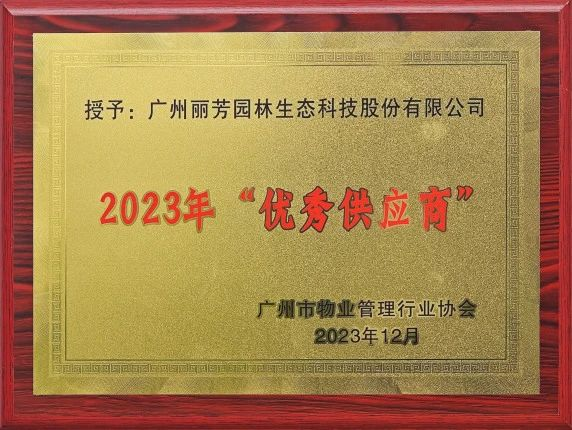 授予：广州丽芳园林生态科技股份有限公司
2023年“优秀供应商”
广州市物业管理行业协会
2023年12月